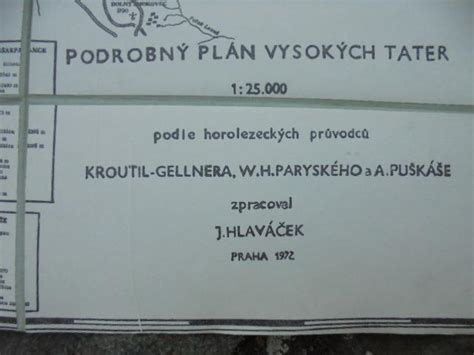 PODROBNÝ PLÁN VYSOKÝCH TATER
1:25.000
podle horolezeckých průvodců
KROUTIL-GELLNERA, W.H.PARYSKÉHO a A.PUŠKÁŠE
zpracoval
J.HLAVÁČEK
PRAHA 1972